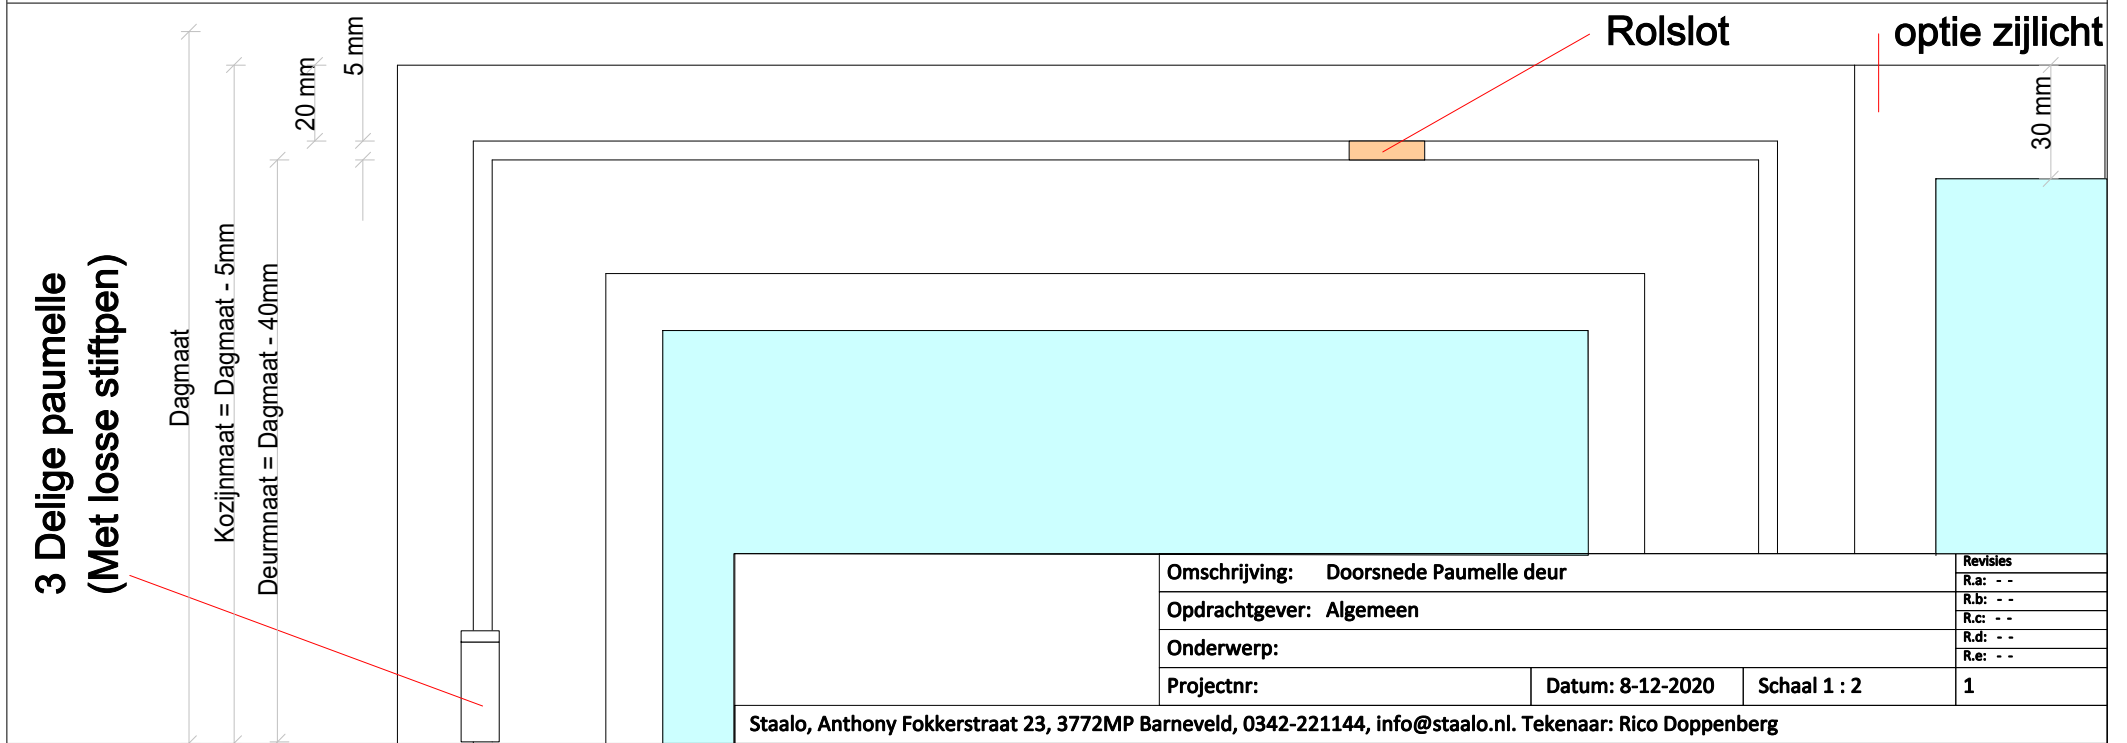 Rolslot
optie zijlicht
5 mm
20 mm
30 mm
3 Delige paumelle
(Met losse stiftpen)
Dagmaat
Kozijnmaat = Dagmaat - 5mm
Deurmnaat = Dagmaat - 40mm
Omschrijving: Doorsnede Paumelle deur
Opdrachtgever: Algemeen
Onderwerp:
Projectnr:
Datum: 8-12-2020
Schaal 1 : 2
Revisies
R.a: - -
R.b: - -
R.c: - -
R.d: - -
R.e: - -
1
Staalo, Anthony Fokkerstraat 23, 3772MP Barneveld, 0342-221144, info@staalo.nl. Tekenaar: Rico Doppenberg